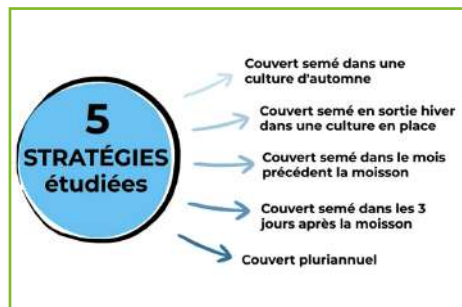 5
STRATÉGIES
étudiées
Couvert semé dans une
culture d'automne
Couvert semé en sortie hiver
dans une culture en place
Couvert semé dans le mois
précédent la moisson
Couvert semé dans les 3
jours après la moisson
Couvert pluriannuel